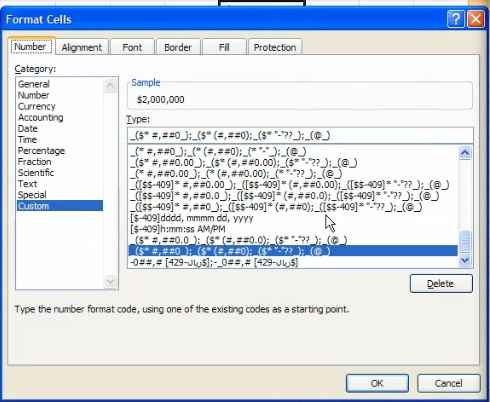 Format Cells
Number Alignment Font Border Fill Protection
Category:
General
Number
Currency
Accounting
Date
Time
Percentage
Fraction
Scientific
Text
Special
Custom
Sample
$2,000,000
Type:
_($* #,##0_);_($* (#,##0);_($* "-"??_);_(@_)
_(* #,##0_);_(* (#,##0);_(* "-"_);_(@_)
_($* #,##0.00_);_($* (#,##0.00);_($* "-"??_);_(@_)
_(* #,##0.00_);_(* (#,##0.00);_(* "-"??_);_(@_)
_([$$-409]* #,##0.00_);_([$$-409]* (#,##0.00);_([$$-409]* "-"??_);_(@_)
_([$$-409]* #,##0.0_);_([$$-409]* (#,##0.0);_([$$-409]* "-"??_);_(@_)
_([$$-409]* #,##0_);_([$$-409]* (#,##0);_([$$-409]* "-"??_);_(@_)
[$-409]dddd, mmmm dd, yyyy
[$-409]h:mm:ss AM/PM
_($* #,##0.0_);_($* (#,##0.0);_($* "-"??_);_(@_)
_($* #,##0_);_($* (#,##0);_($* "-"??_);_(@_)
Delete
Type the number format code, using one of the existing codes as a starting point.
OK
Cancel